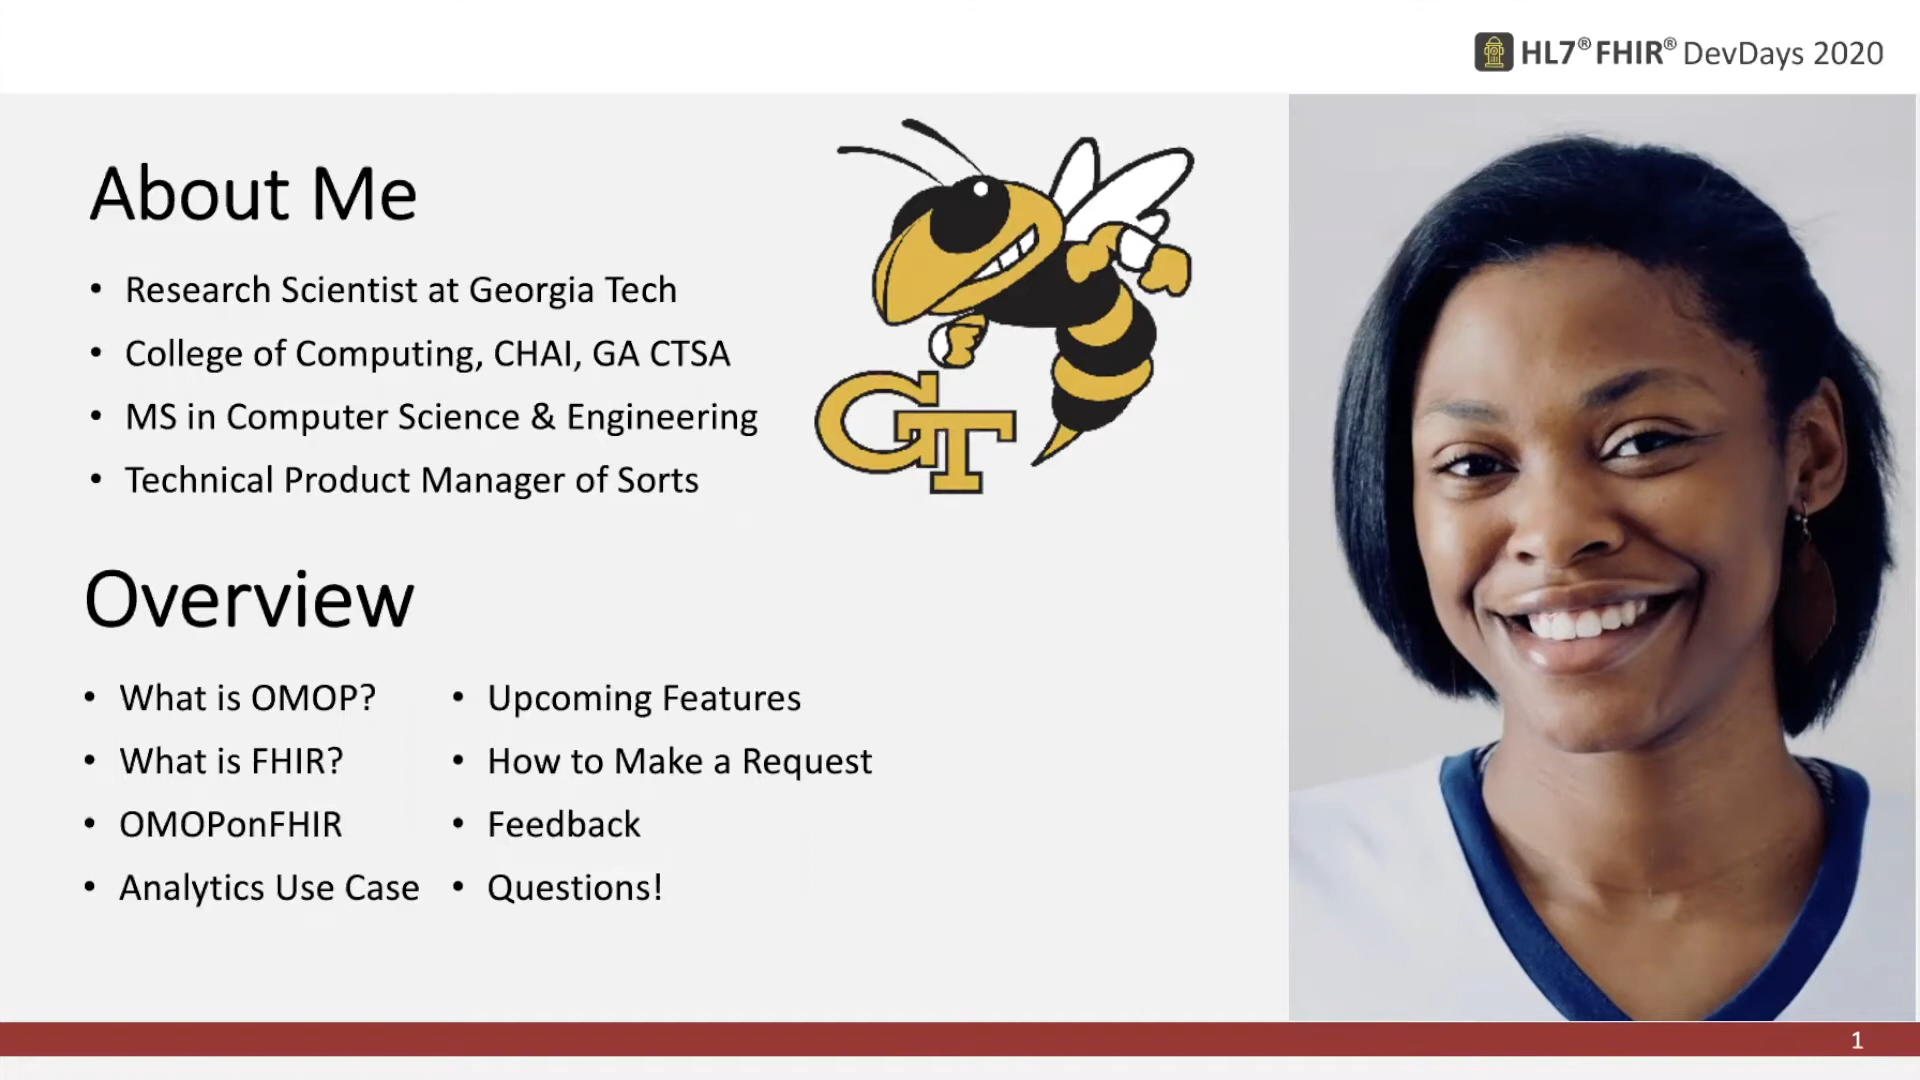 HL7® FHIR® DevDays 2020
About Me
• Research Scientist at Georgia Tech
• College of Computing, CHAI, GA CTSA
• MS in Computer Science & Engineering
• Technical Product Manager of Sorts
GT
Overview
• What is OMOP?
• What is FHIR?
• OMOPonFHIR
• Analytics Use Case
• Upcoming Features
• How to Make a Request
• Feedback
• Questions!
1